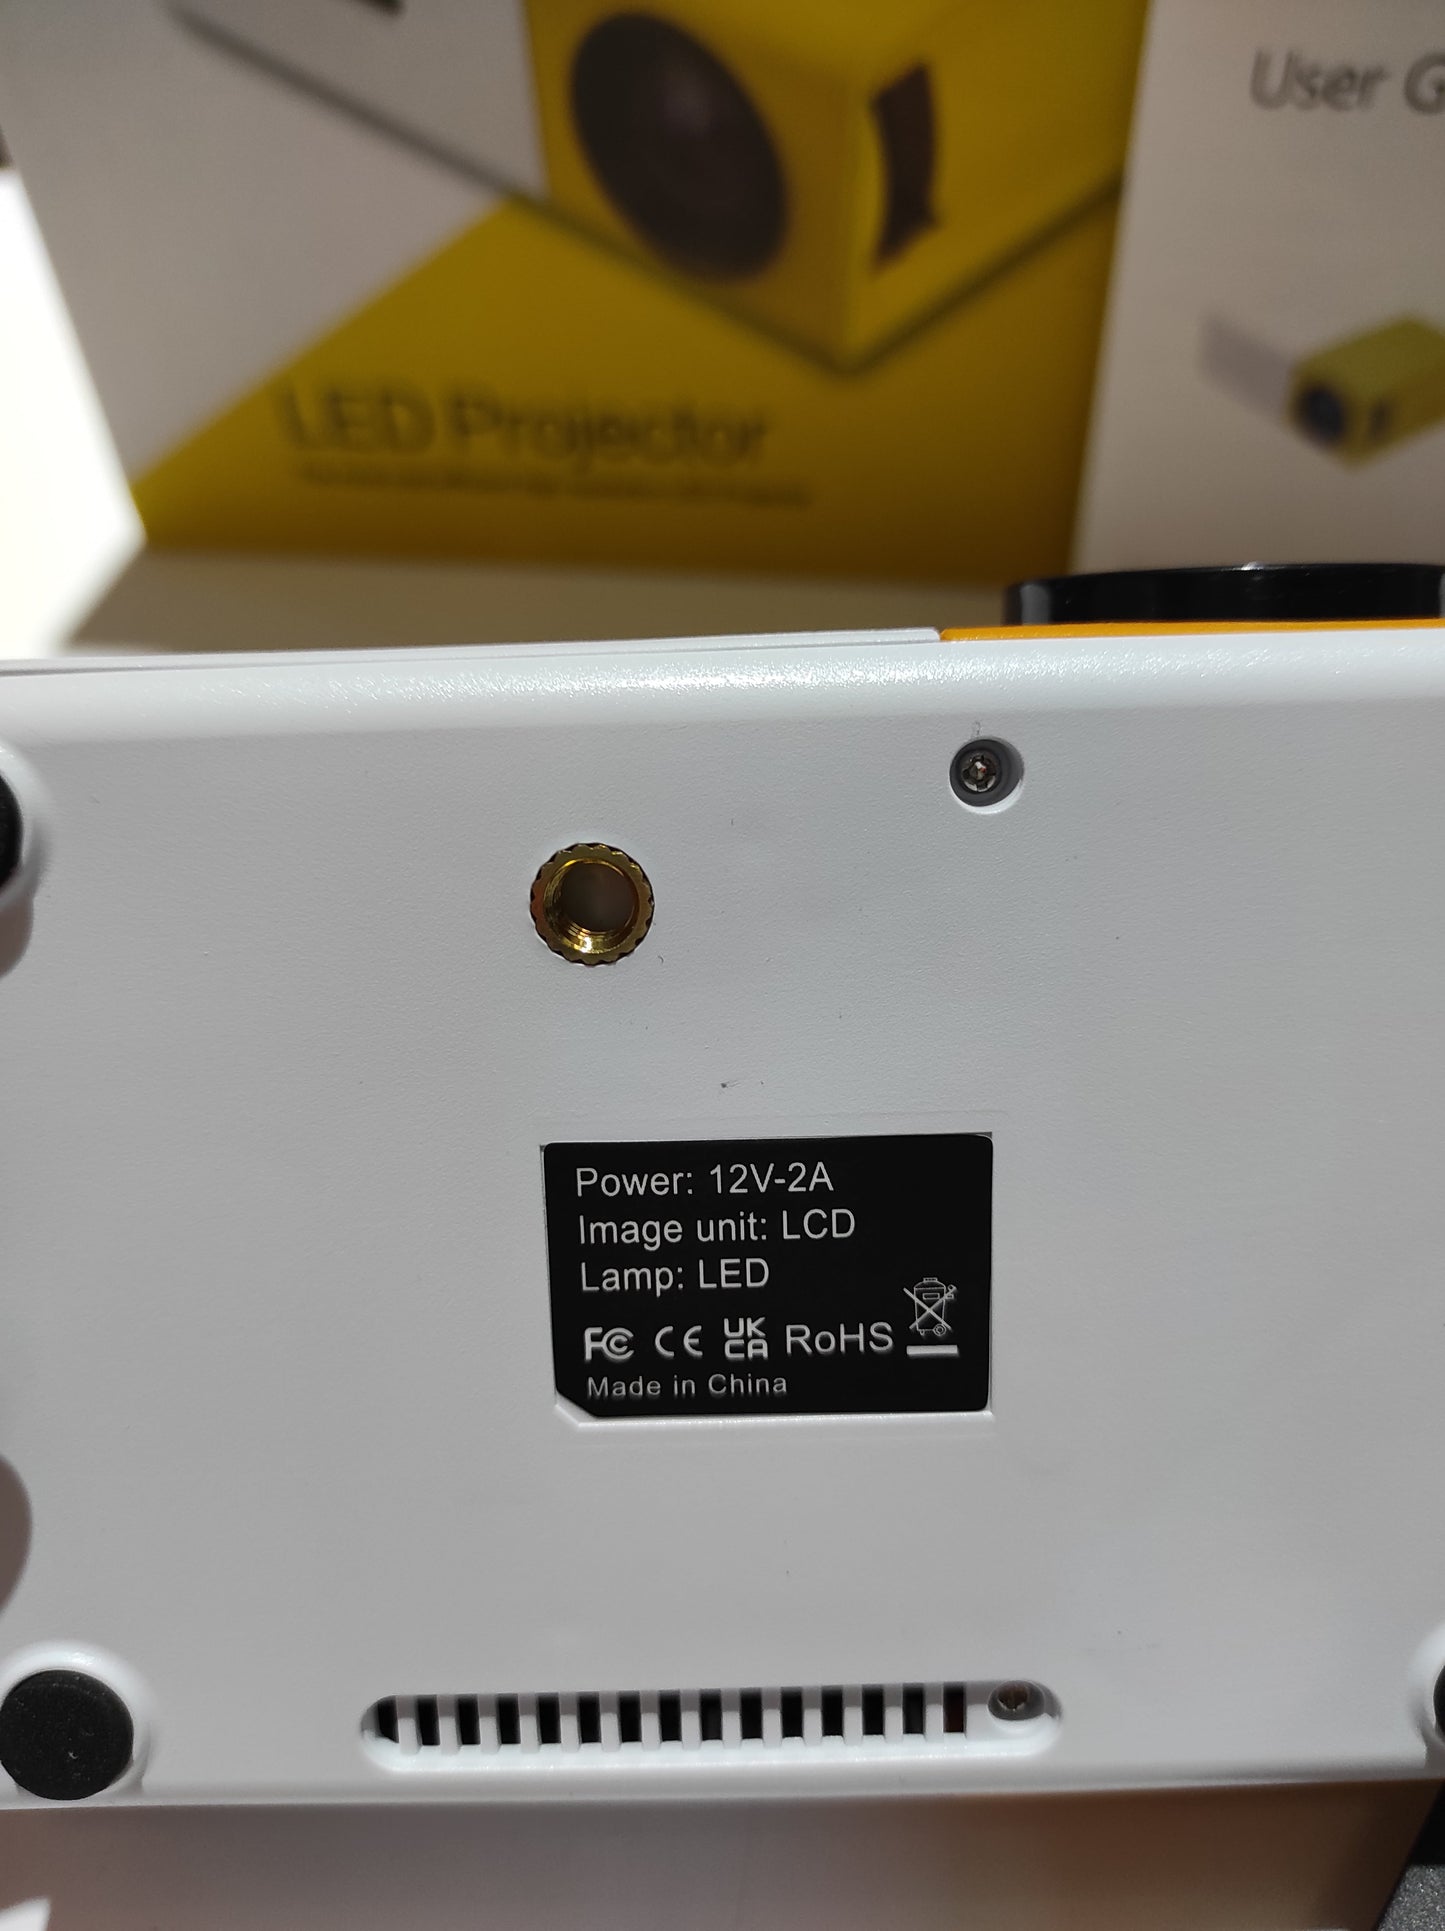 User G
LED Projector
Power: 12V-2A
Image unit: LCD
Lamp: LED
FC CE UK CA RoHS
Made in China